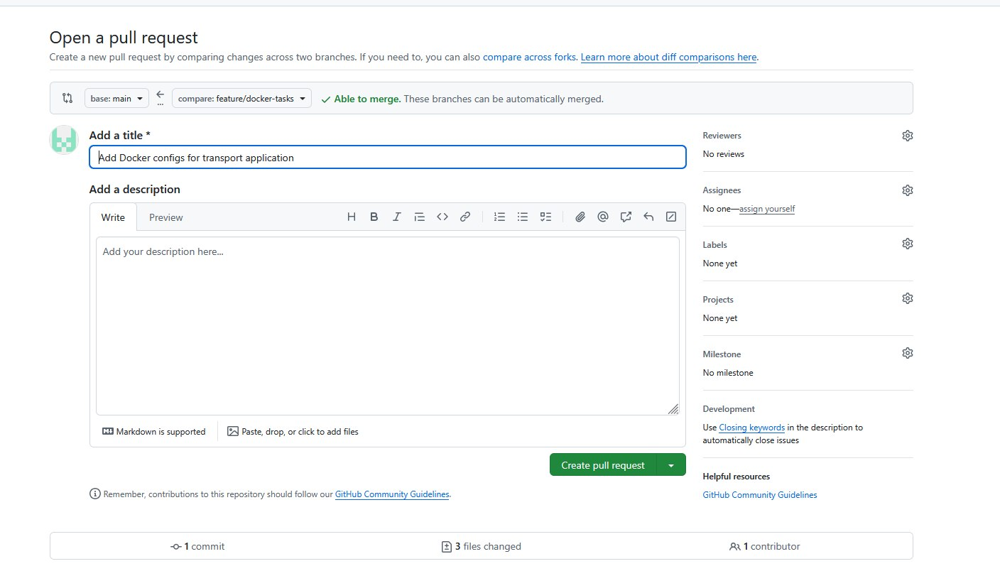 Open a pull request
Create a new pull request by comparing changes across two branches. If you need to, you can also compare across forks. Learn more about diff comparisons here.
base: main
...
compare: feature/docker-tasks
Able to merge. These branches can be automatically merged.
Add a title *
Add Docker configs for transport application
Add a description
Write
Preview
Add your description here...
Markdown is supported
Paste, drop, or click to add files
Create pull request
Remember, contributions to this repository should follow our GitHub Community Guidelines.
Reviewers
No reviews
Assignees
No one—assign yourself
Labels
None yet
Projects
None yet
Milestone
No milestone
Development
Use Closing keywords in the description to
automatically close issues
Helpful resources
GitHub Community Guidelines
1 commit
3 files changed
1 contributor